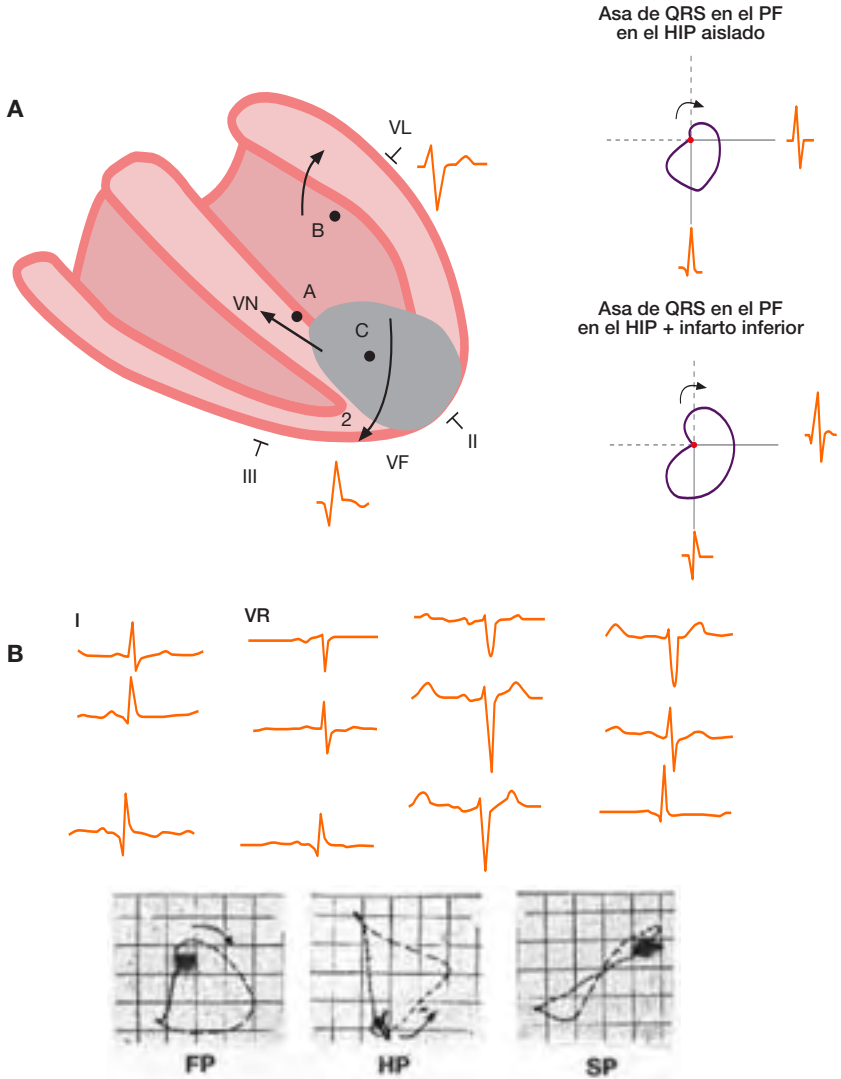 A
Asa de QRS en el PF
en el HIP aislado
VL
B
A
VN
C
2
II
VF
III
Asa de QRS en el PF
en el HIP + infarto inferior
B
I
VR
FP
HP
SP